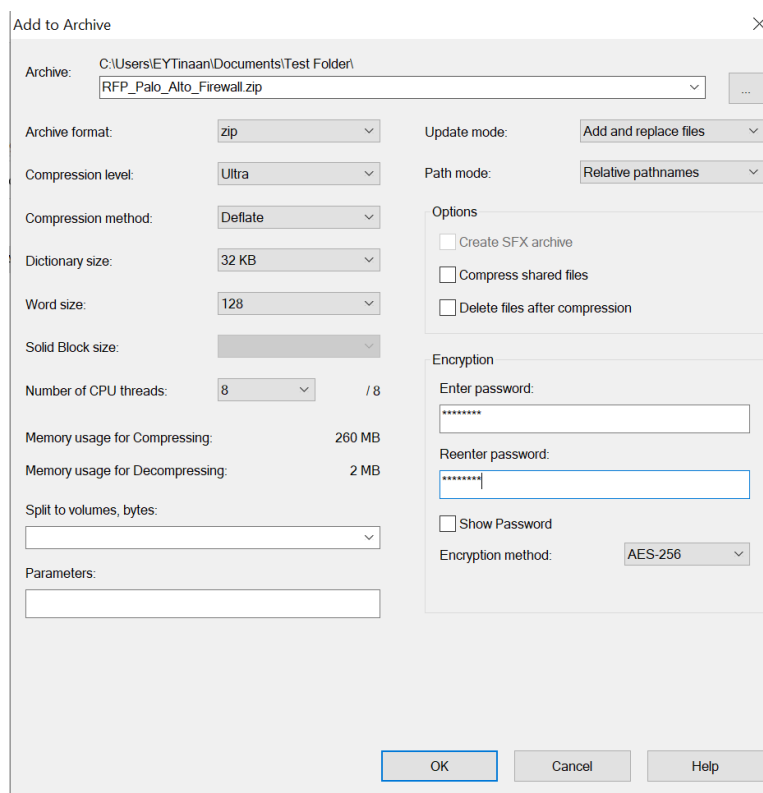 Add to Archive
Archive:
C:\Users\EYTinaan\Documents\Test Folder\
RFP_Palo_Alto_Firewall.zip
...
Archive format:
zip
Compression level:
Ultra
Compression method:
Deflate
Dictionary size:
32 KB
Word size:
128
Solid Block size:
Number of CPU threads:
8
/ 8
Memory usage for Compressing:
260 MB
Memory usage for Decompressing:
2 MB
Split to volumes, bytes:
Parameters:
Update mode:
Add and replace files
Path mode:
Relative pathnames
Options
Create SFX archive
Compress shared files
Delete files after compression
Encryption
Enter password:
********
Reenter password:
********
Show Password
Encryption method:
AES-256
OK
Cancel
Help